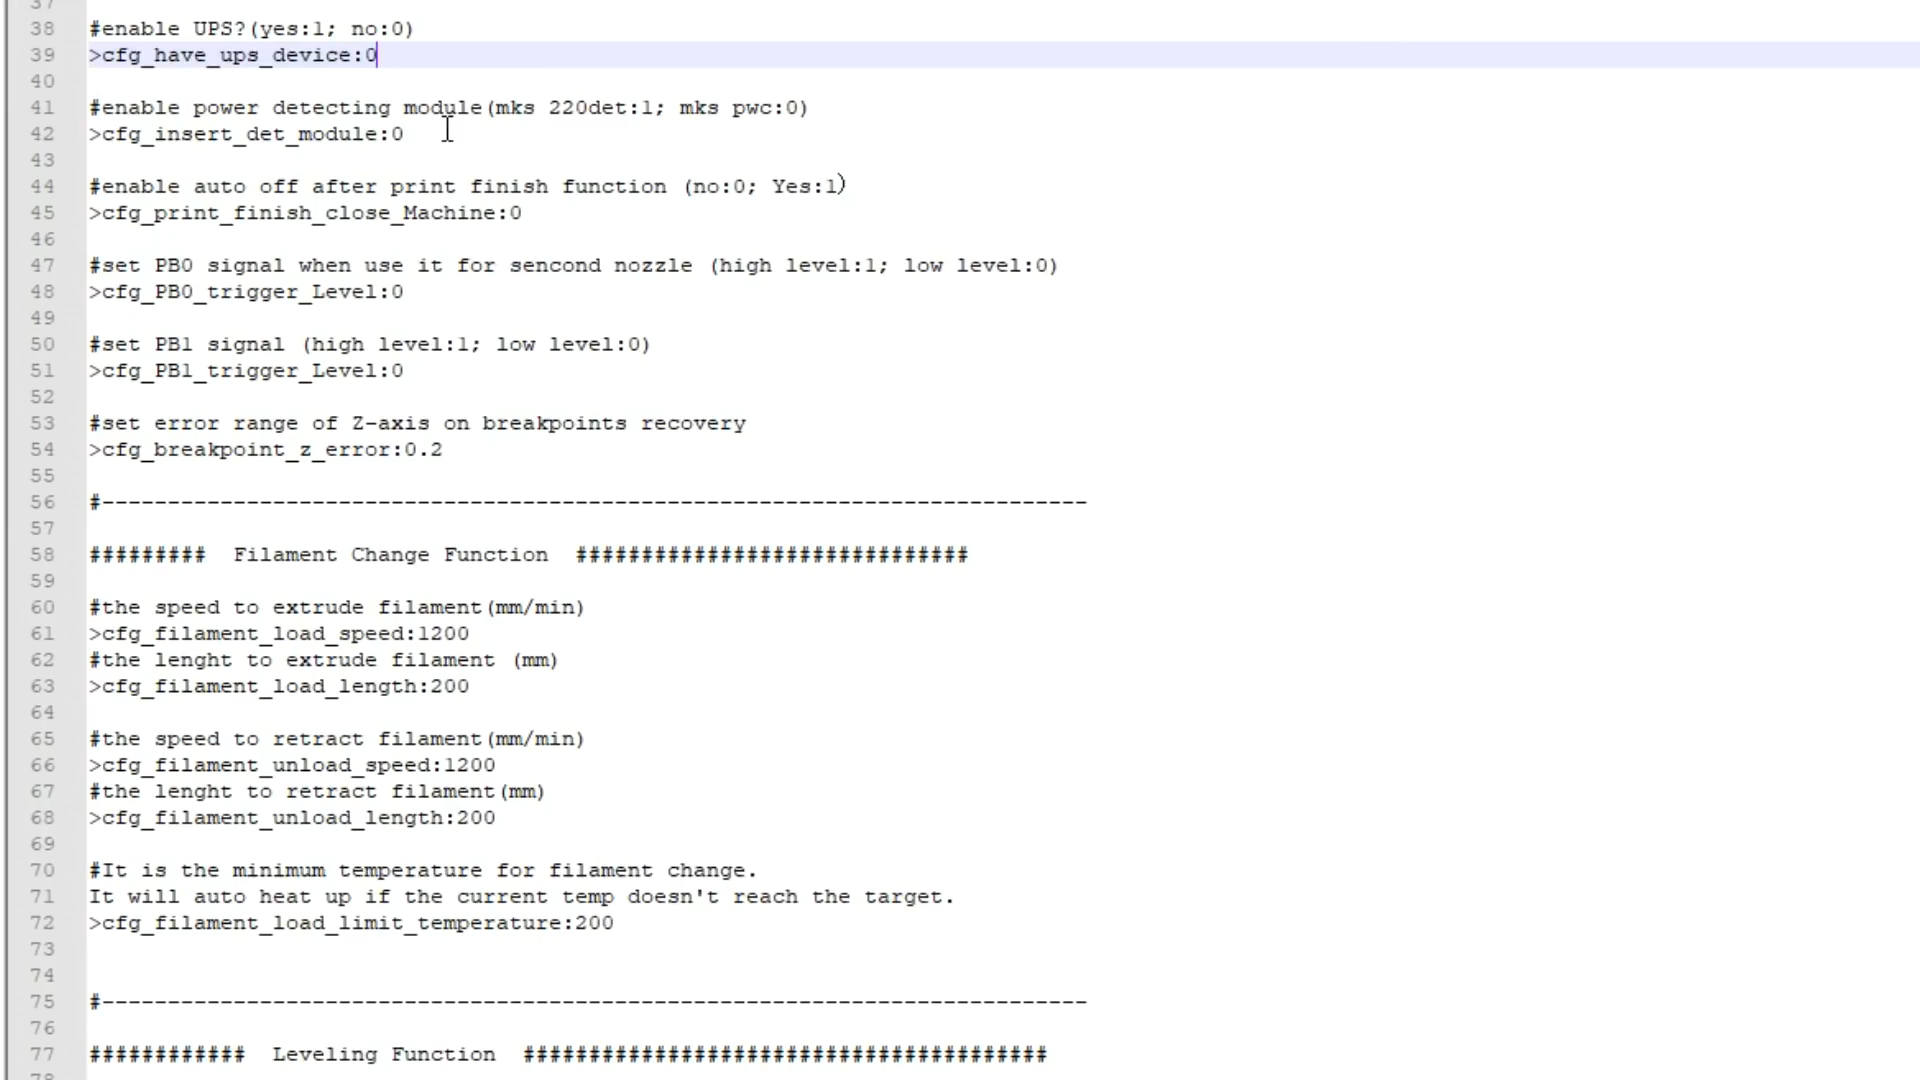 37
38 #enable UPS?(yes:1; no:0)
39 >cfg_have_ups_device:0
40
41 #enable power detecting module(mks 220det:1; mks pwc:0)
42 >cfg_insert_det_module:0
43
44 #enable auto off after print finish function (no:0; Yes:1)
45 >cfg_print_finish_close_Machine:0
46
47 #set PB0 signal when use it for sencond nozzle (high level:1; low level:0)
48 >cfg_PB0_trigger_Level:0
49
50 #set PB1 signal (high level:1; low level:0)
51 >cfg_PB1_trigger_Level:0
52
53 #set error range of Z-axis on breakpoints recovery
54 >cfg_breakpoint_z_error:0.2
55
56 #---------------------------------------------------------------------------
57
58 #########  Filament Change Function  ##############################
59
60 #the speed to extrude filament(mm/min)
61 >cfg_filament_load_speed:1200
62 #the lenght to extrude filament (mm)
63 >cfg_filament_load_length:200
64
65 #the speed to retract filament(mm/min)
66 >cfg_filament_unload_speed:1200
67 #the lenght to retract filament(mm)
68 >cfg_filament_unload_length:200
69
70 #It is the minimum temperature for filament change.
71 It will auto heat up if the current temp doesn't reach the target.
72 >cfg_filament_load_limit_temperature:200
73
74
75 #---------------------------------------------------------------------------
76
77 ############  Leveling Function  ########################################
78